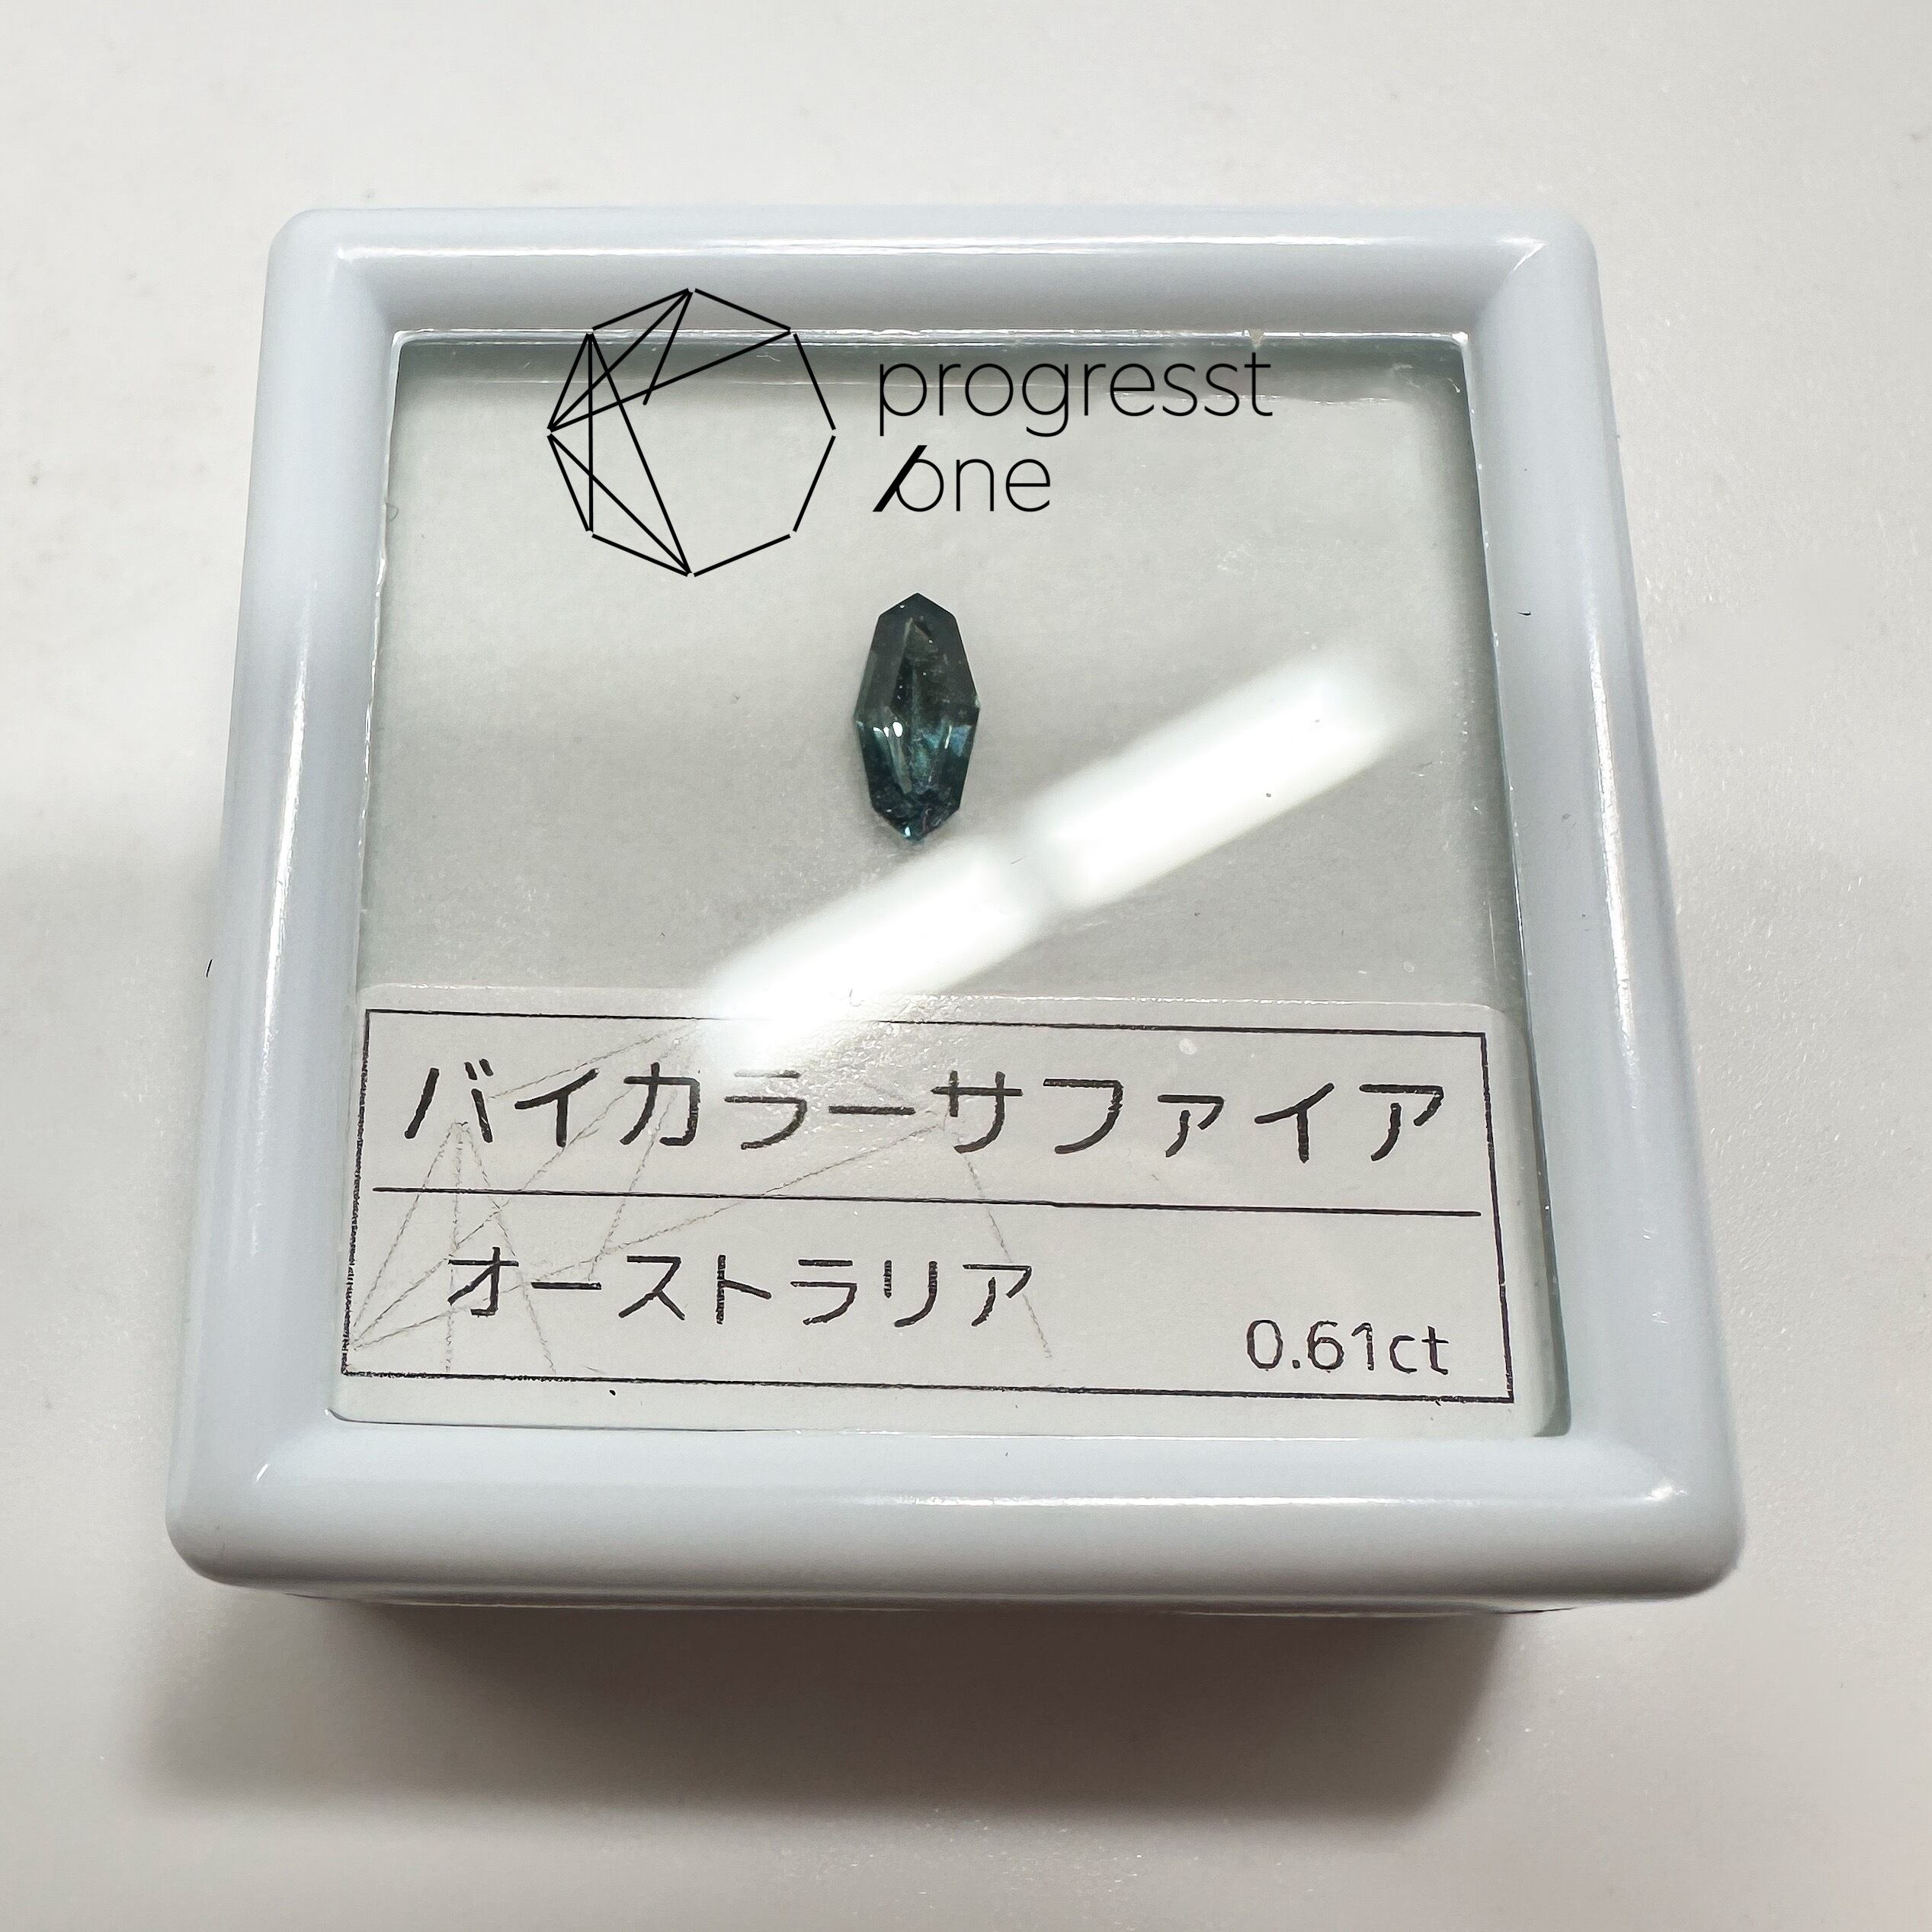 progresst
one
バイカラーサファイア
オーストラリア
0.61ct